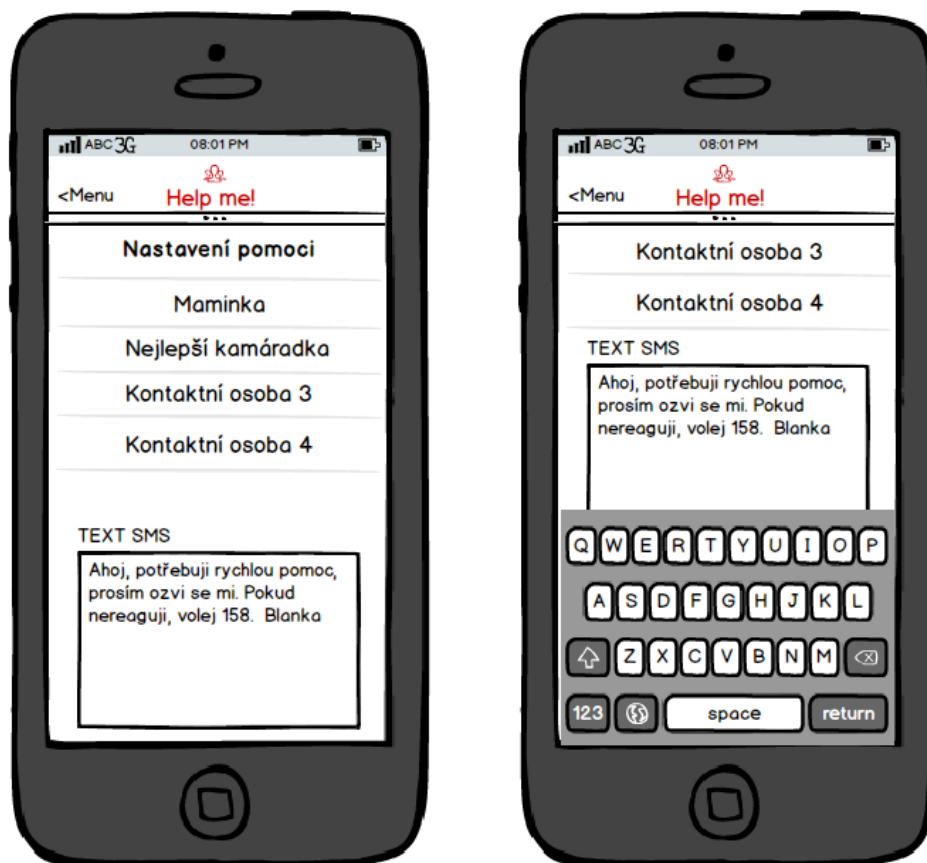 ABC 3G 08:01 PM
<Menu Help me!
Nastavení pomoci
Maminka
Nejlepší kamáradka
Kontaktní osoba 3
Kontaktní osoba 4
TEXT SMS
Ahoj, potřebuji rychlou pomoc,
prosím ozvi se mi. Pokud
nereaguji, volej 158. Blanka
ABC 3G 08:01 PM
<Menu Help me!
Kontaktní osoba 3
Kontaktní osoba 4
TEXT SMS
Ahoj, potřebuji rychlou pomoc,
prosím ozvi se mi. Pokud
nereaguji, volej 158. Blanka
Q W E R T Y U I O P
A S D F G H J K L
Z X C V B N M
123 space return